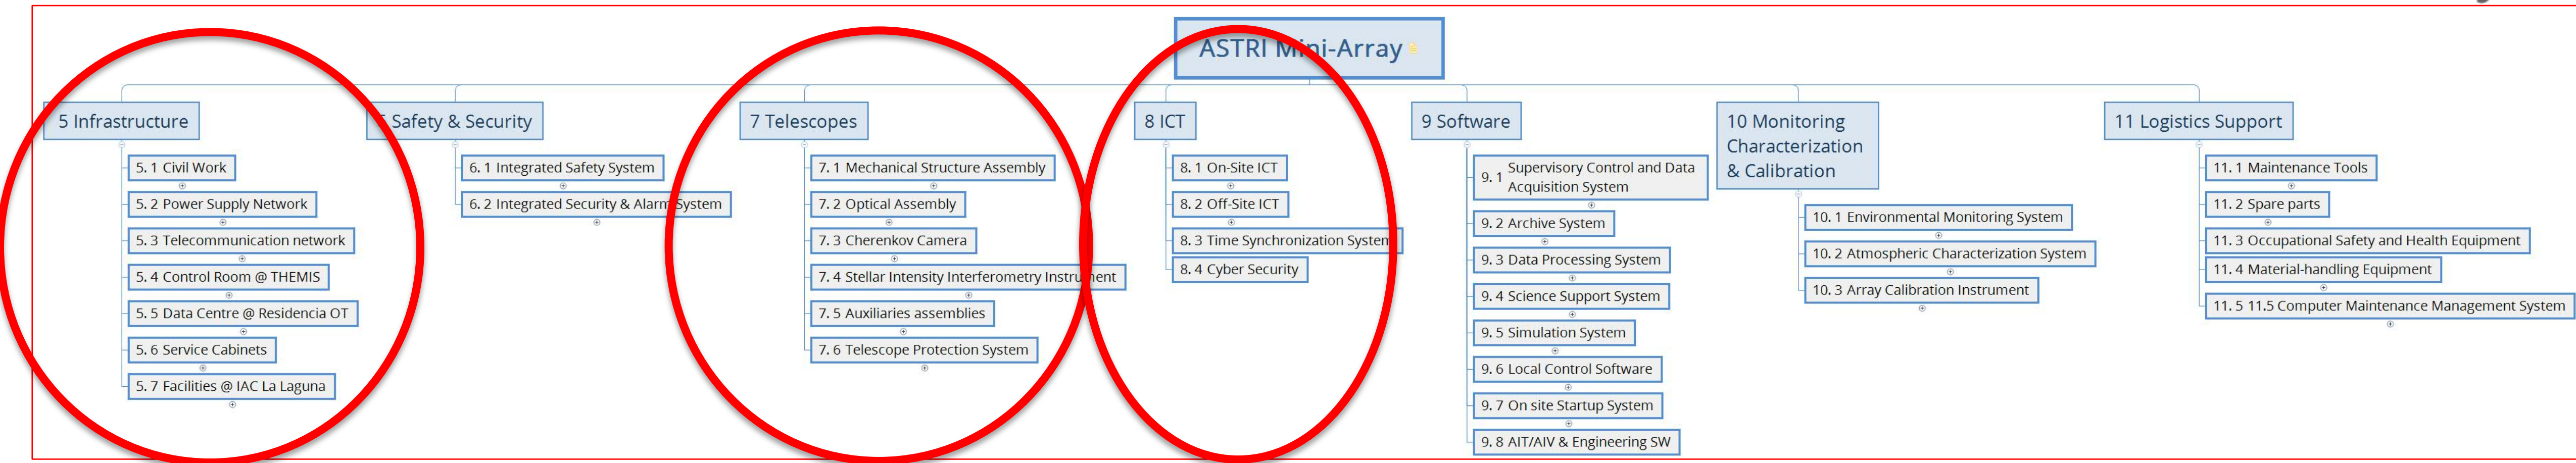 ASTRI Mini-Array
5 Infrastructure
5. 1 Civil Work
5. 2 Power Supply Network
5. 3 Telecommunication network
5. 4 Control Room @ THEMIS
5. 5 Data Centre @ Residencia OT
5. 6 Service Cabinets
5. 7 Facilities @ IAC La Laguna
Safety & Security
6. 1 Integrated Safety System
6. 2 Integrated Security & Alarm System
7 Telescopes
7. 1 Mechanical Structure Assembly
7. 2 Optical Assembly
7. 3 Cherenkov Camera
7. 4 Stellar Intensity Interferometry Instrument
7. 5 Auxiliaries assemblies
7. 6 Telescope Protection System
8 ICT
8. 1 On-Site ICT
8. 2 Off-Site ICT
8. 3 Time Synchronization System
8. 4 Cyber Security
9 Software
9. 1 Supervisory Control and Data
Acquisition System
9. 2 Archive System
9. 3 Data Processing System
9. 4 Science Support System
9. 5 Simulation System
9. 6 Local Control Software
9. 7 On site Startup System
9. 8 AIT/AIV & Engineering SW
10 Monitoring
Characterization
& Calibration
10. 1 Environmental Monitoring System
10. 2 Atmospheric Characterization System
10. 3 Array Calibration Instrument
11 Logistics Support
11. 1 Maintenance Tools
11. 2 Spare parts
11. 3 Occupational Safety and Health Equipment
11. 4 Material-handling Equipment
11. 5 11.5 Computer Maintenance Management System